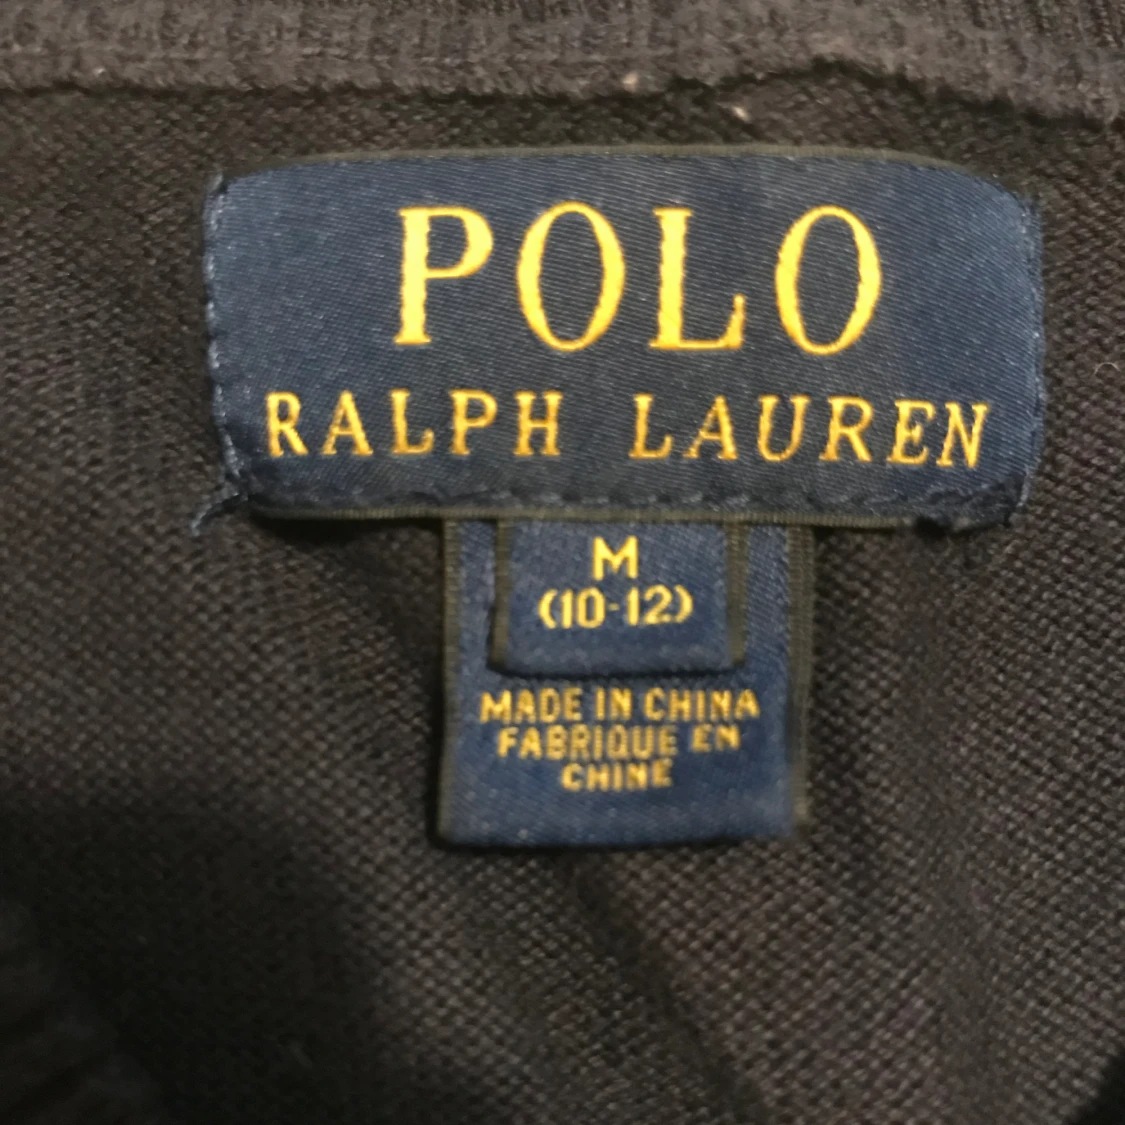 POLO
RALPH LAUREN
M
(10-12)
MADE IN CHINA
FABRIQUE EN
CHINE